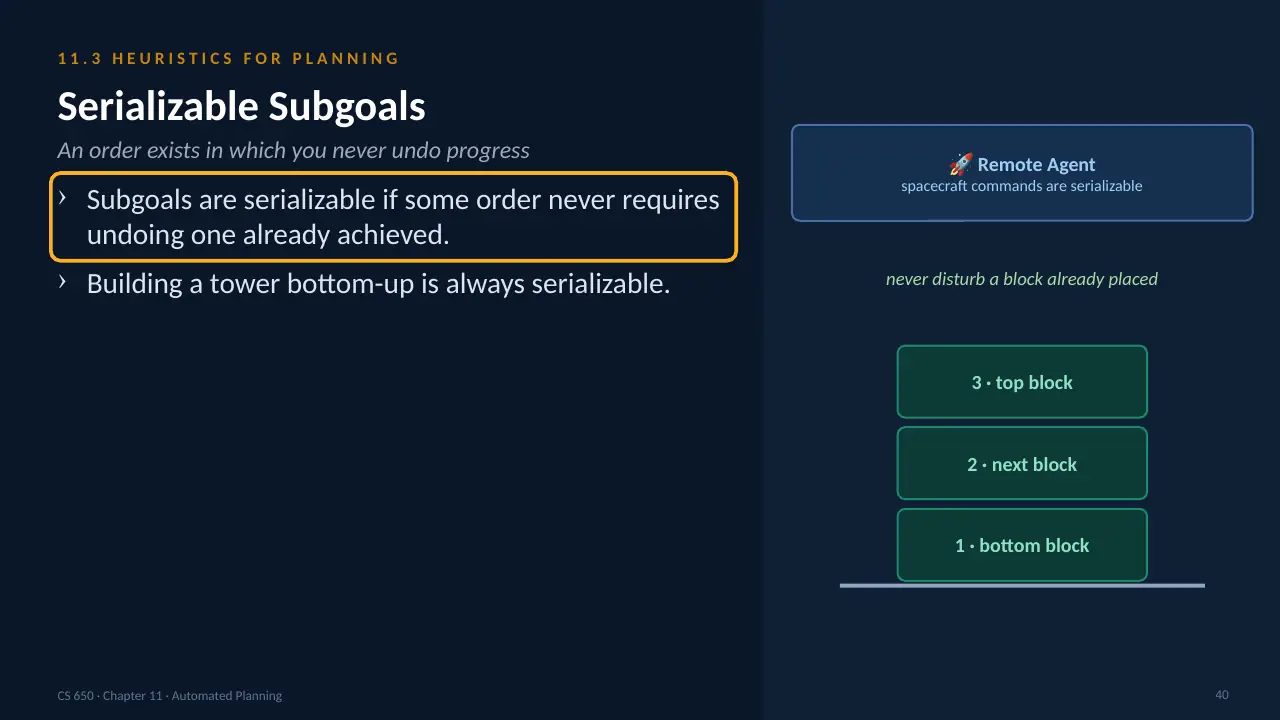 11.3 HEURISTICS FOR PLANNING
Serializable Subgoals
An order exists in which you never undo progress
› Subgoals are serializable if some order never requires
undoing one already achieved.
› Building a tower bottom-up is always serializable.
🚀 Remote Agent
spacecraft commands are serializable
never disturb a block already placed
3 · top block
2 · next block
1 · bottom block
CS 650 · Chapter 11 · Automated Planning
40